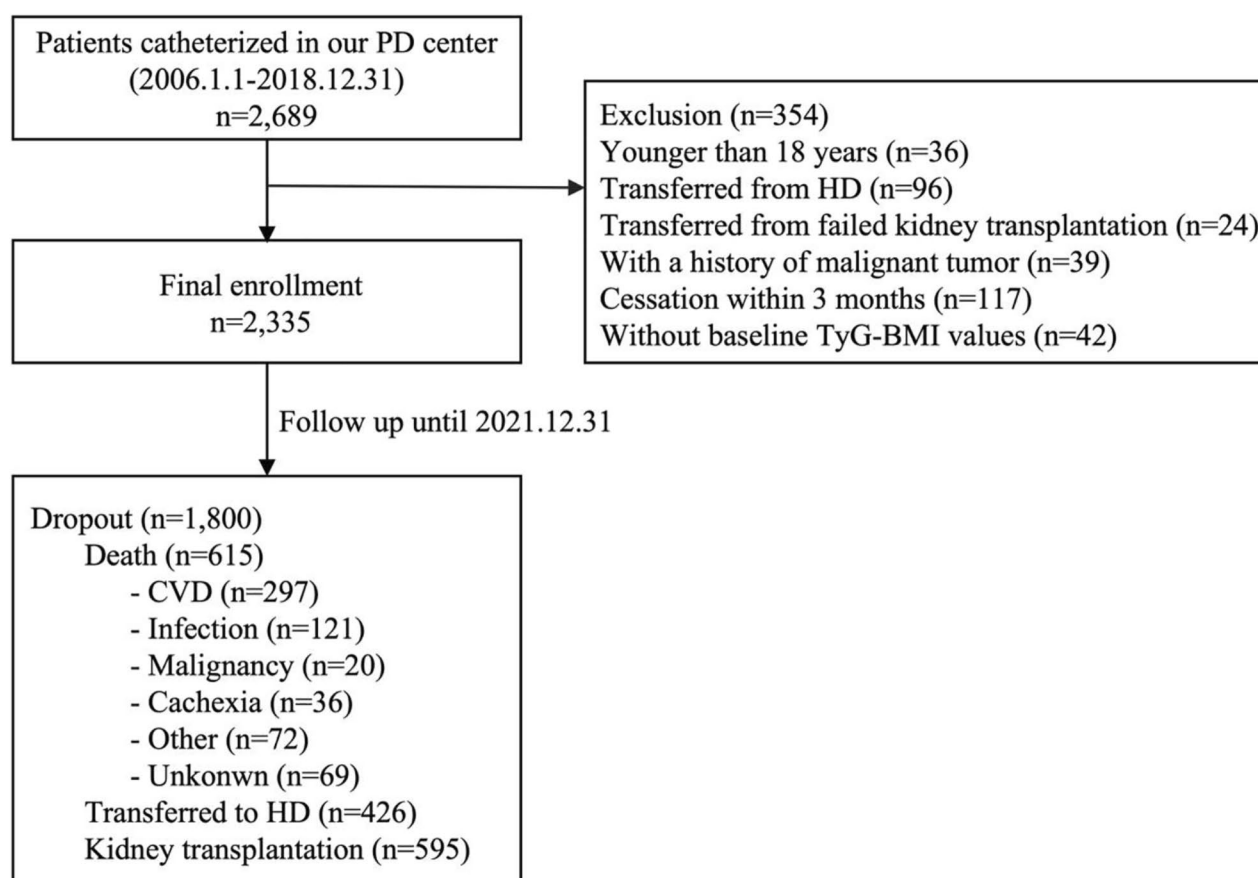 Patients catheterized in our PD center
(2006.1.1-2018.12.31)
n=2,689
Exclusion (n=354)
Younger than 18 years (n=36)
Transferred from HD (n=96)
Transferred from failed kidney transplantation (n=24)
With a history of malignant tumor (n=39)
Cessation within 3 months (n=117)
Without baseline TyG-BMI values (n=42)
Final enrollment
n=2,335
Follow up until 2021.12.31
Dropout (n=1,800)
Death (n=615)
- CVD (n=297)
- Infection (n=121)
- Malignancy (n=20)
- Cachexia (n=36)
- Other (n=72)
- Unkonwn (n=69)
Transferred to HD (n=426)
Kidney transplantation (n=595)